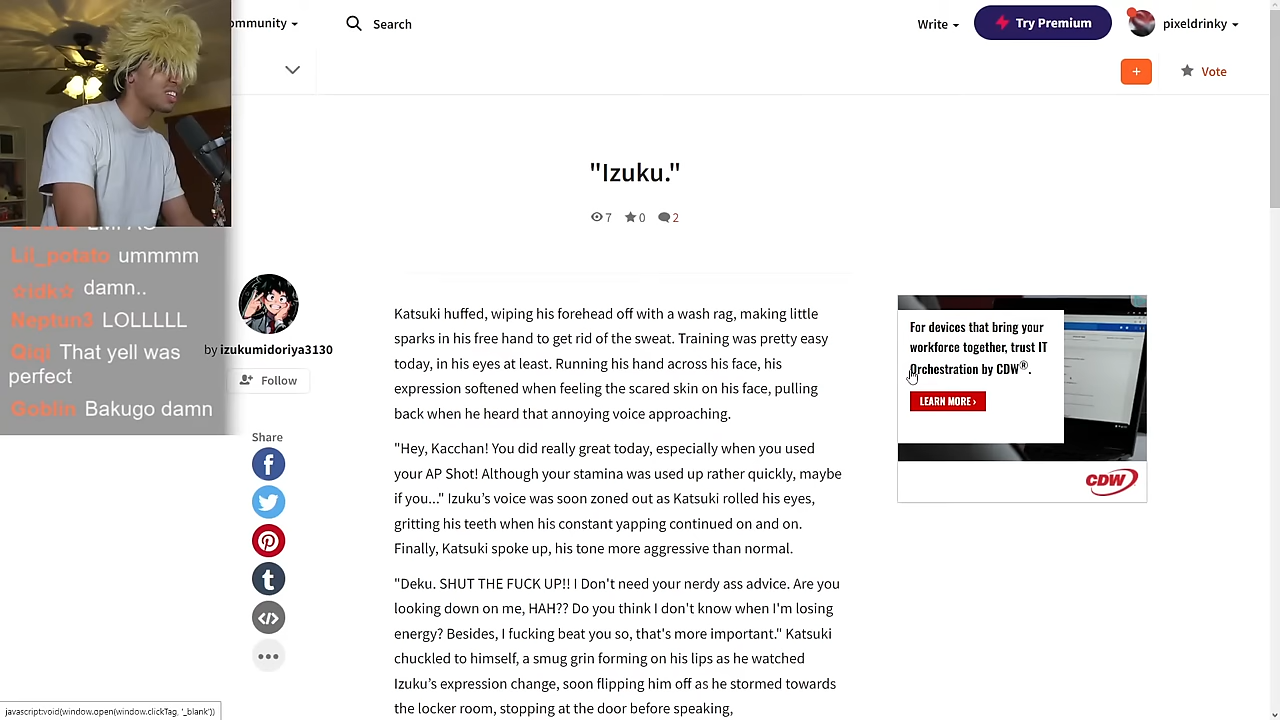 ommunity
Search
Write
Try Premium
pixeldrinky
+
Vote
"Izuku."
7
0
2
Lil_potato ummmm
☆idk☆ damn..
Neptun3 LOLLLLL
Qiqi That yell was
perfect
Goblin Bakugo damn
by izukumidoriya3130
Follow
Share
Katsuki huffed, wiping his forehead off with a wash rag, making little
sparks in his free hand to get rid of the sweat. Training was pretty easy
today, in his eyes at least. Running his hand across his face, his
expression softened when feeling the scared skin on his face, pulling
back when he heard that annoying voice approaching.
"Hey, Kacchan! You did really great today, especially when you used
your AP Shot! Although your stamina was used up rather quickly, maybe
if you..." Izuku's voice was soon zoned out as Katsuki rolled his eyes,
gritting his teeth when his constant yapping continued on and on.
Finally, Katsuki spoke up, his tone more aggressive than normal.
"Deku. SHUT THE FUCK UP!! I Don't need your nerdy ass advice. Are you
looking down on me, HAH?? Do you think I don't know when I'm losing
energy? Besides, I fucking beat you so, that's more important." Katsuki
chuckled to himself, a smug grin forming on his lips as he watched
Izuku's expression change, soon flipping him off as he stormed towards
the locker room, stopping at the door before speaking,
For devices that bring your
workforce together, trust IT
Orchestration by CDW®.
LEARN MORE ›
CDW
javascript:void(window.open(window.clickTag, '_blank'))